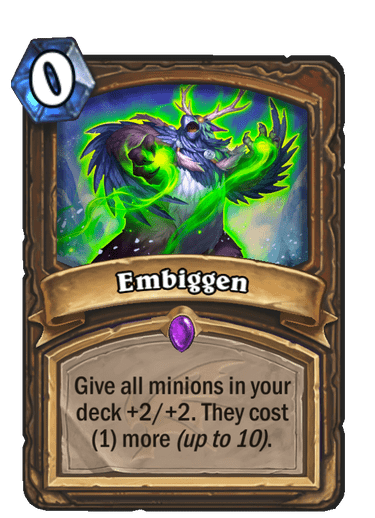 0
Embiggen
Give all minions in your
deck +2/+2. They cost
(1) more (up to 10).